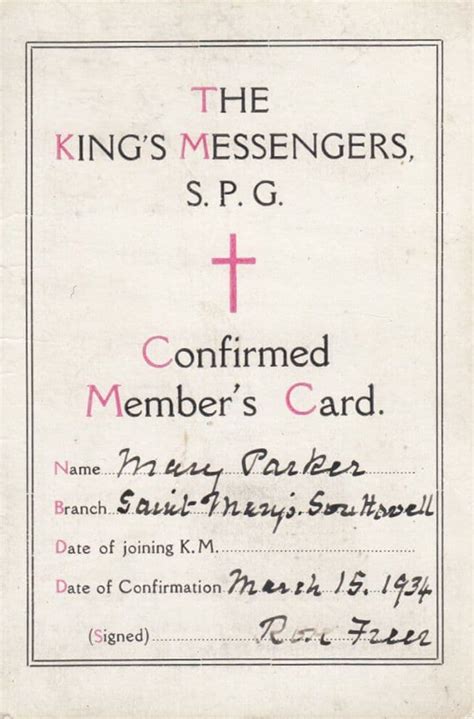 THE
KING'S MESSENGERS,
S. P. G.
Confirmed
Member's Card.
Name Mary Parker
Branch Saint Mary's. Southwell
Date of joining K.M.
Date of Confirmation March 15. 1934
(Signed) Freer